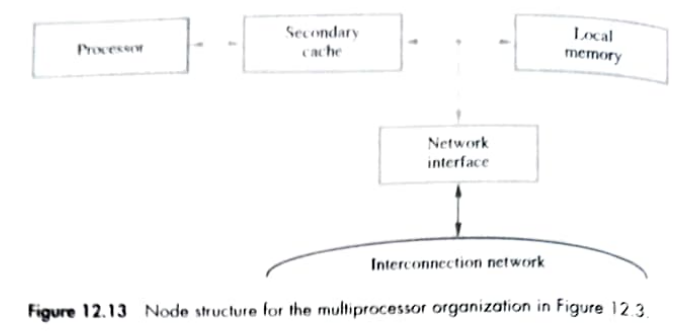 Processor
Secondary
cache
Local
memory
Network
interface
Interconnection network
Figure 12.13 Node structure for the multiprocessor organization in Figure 12.3.